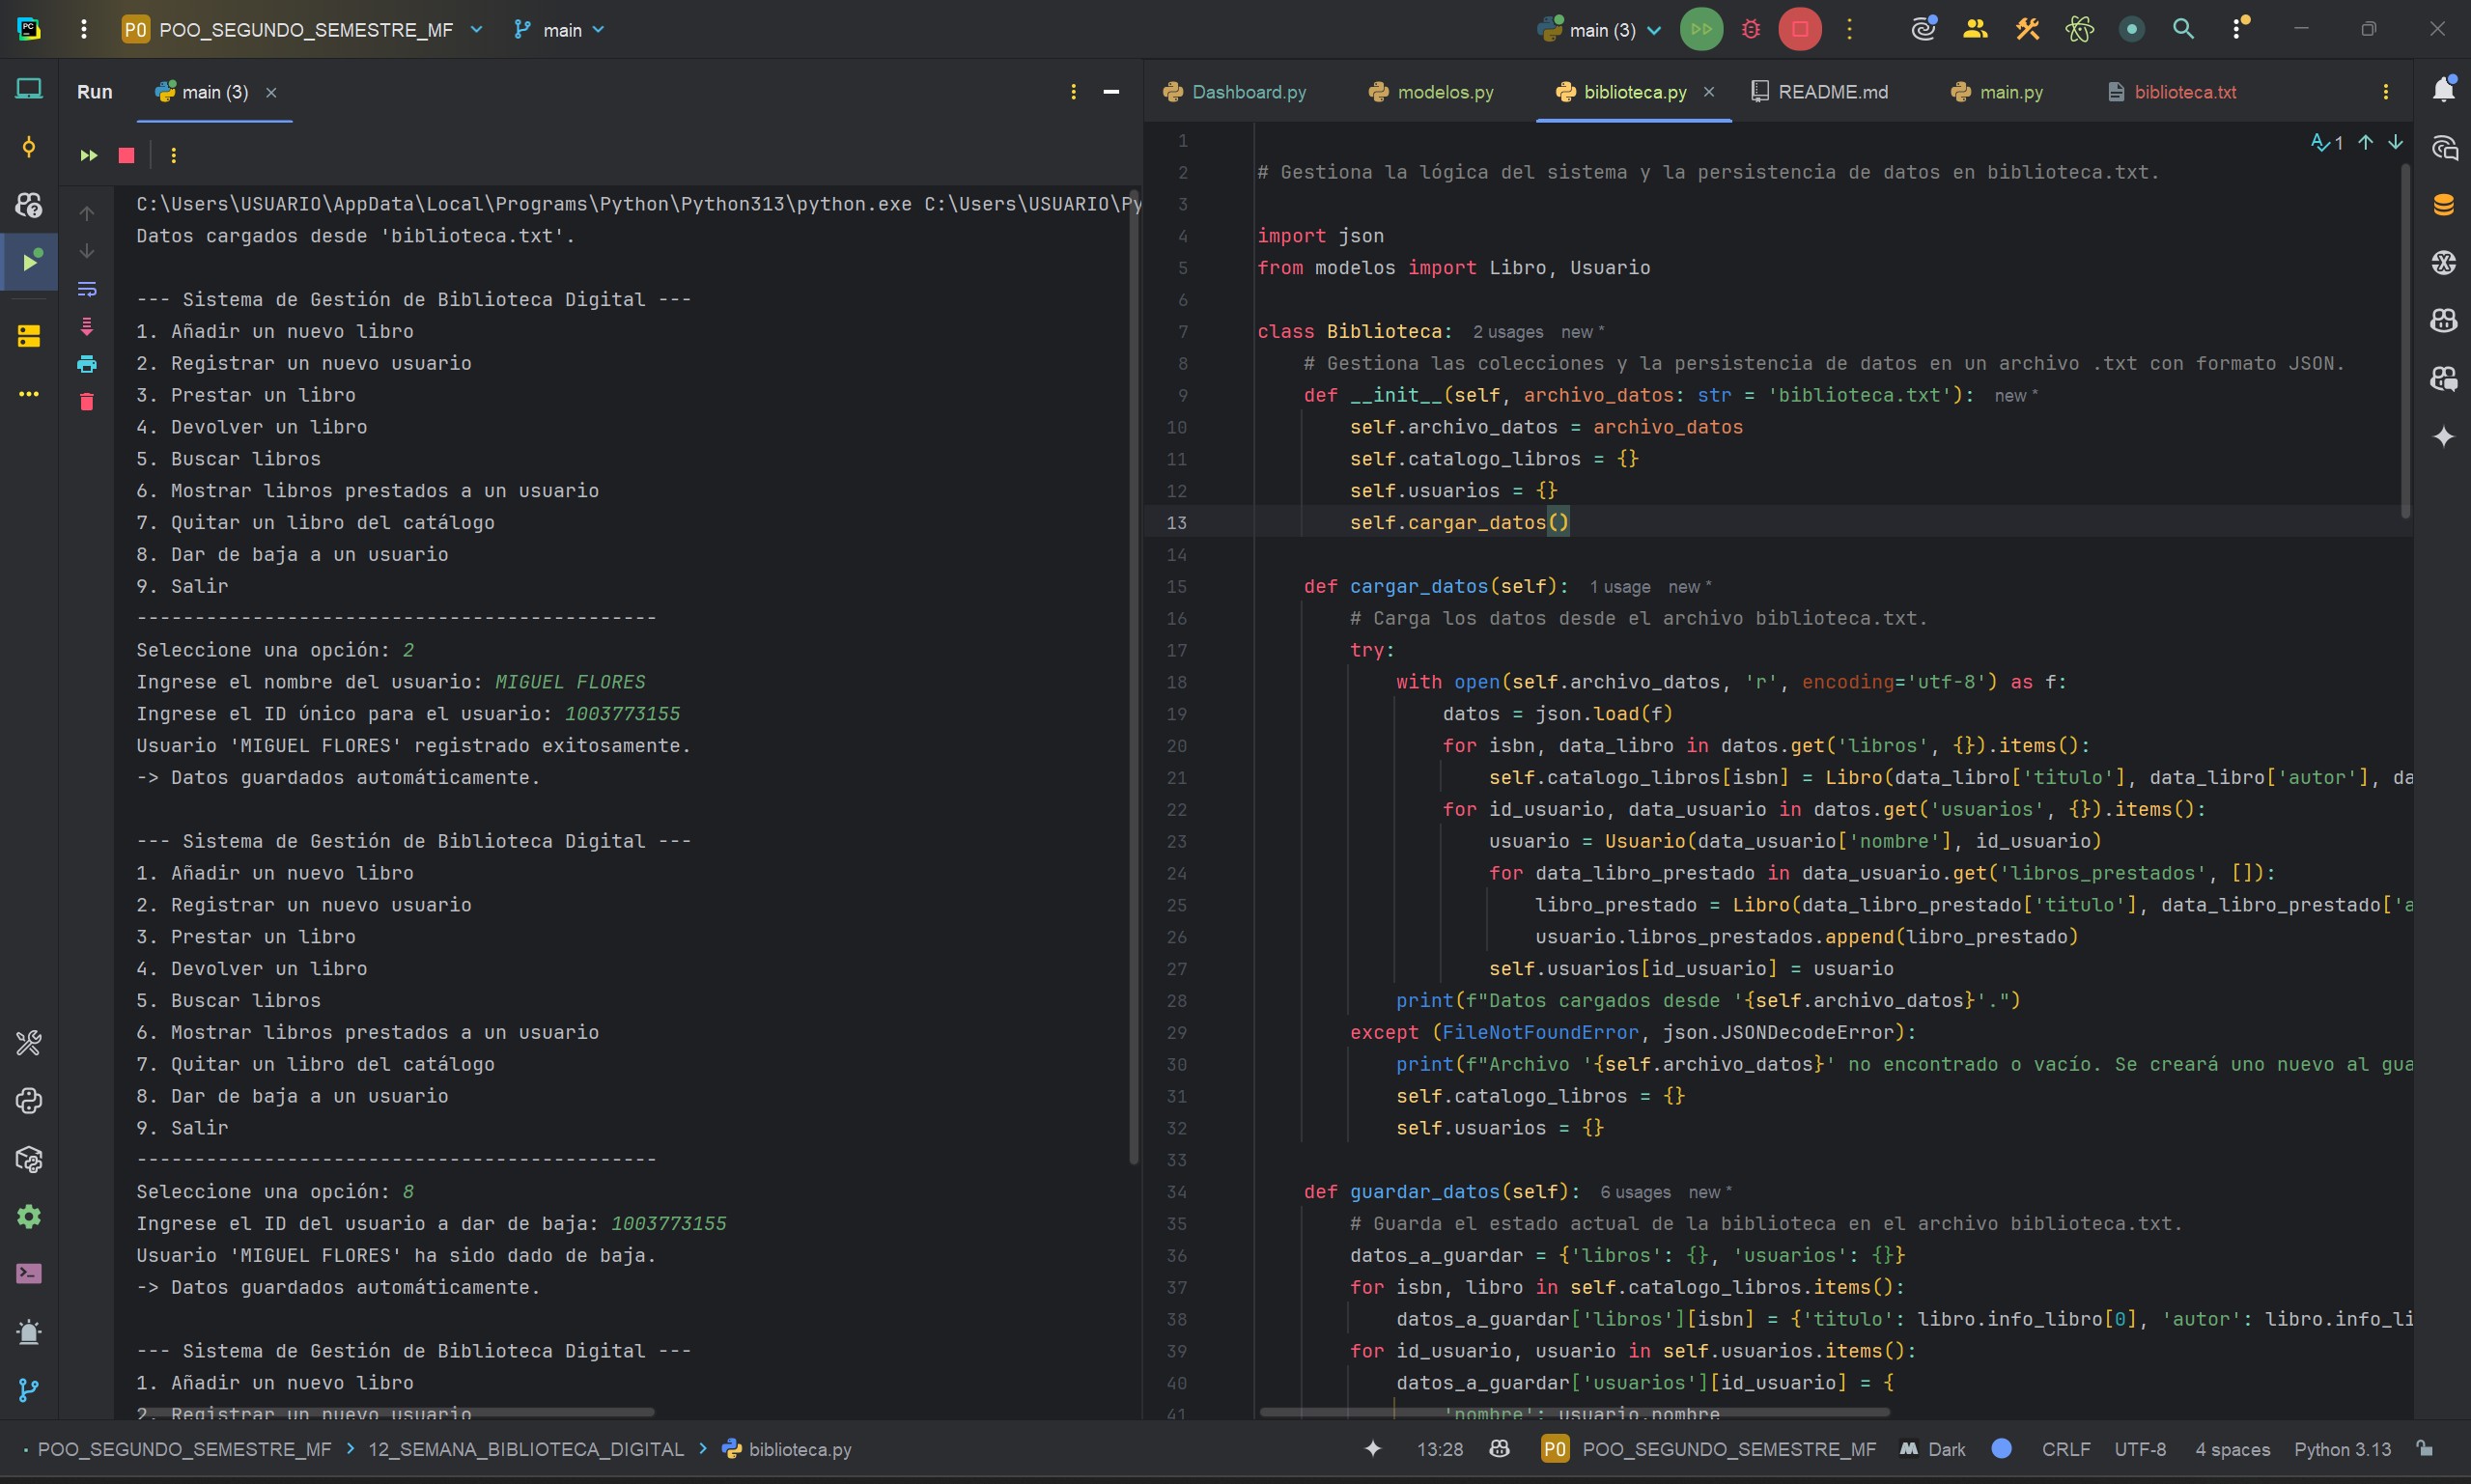 PO POO_SEGUNDO_SEMESTRE_MF main main (3)
Run main (3)
C:\Users\USUARIO\AppData\Local\Programs\Python\Python313\python.exe C:\Users\USUARIO\Py
Datos cargados desde 'biblioteca.txt'.
--- Sistema de Gestión de Biblioteca Digital ---
1. Añadir un nuevo libro
2. Registrar un nuevo usuario
3. Prestar un libro
4. Devolver un libro
5. Buscar libros
6. Mostrar libros prestados a un usuario
7. Quitar un libro del catálogo
8. Dar de baja a un usuario
9. Salir
---------------------------------------------
Seleccione una opción: 2
Ingrese el nombre del usuario: MIGUEL FLORES
Ingrese el ID único para el usuario: 1003773155
Usuario 'MIGUEL FLORES' registrado exitosamente.
-> Datos guardados automáticamente.
--- Sistema de Gestión de Biblioteca Digital ---
1. Añadir un nuevo libro
2. Registrar un nuevo usuario
3. Prestar un libro
4. Devolver un libro
5. Buscar libros
6. Mostrar libros prestados a un usuario
7. Quitar un libro del catálogo
8. Dar de baja a un usuario
9. Salir
---------------------------------------------
Seleccione una opción: 8
Ingrese el ID del usuario a dar de baja: 1003773155
Usuario 'MIGUEL FLORES' ha sido dado de baja.
-> Datos guardados automáticamente.
--- Sistema de Gestión de Biblioteca Digital ---
1. Añadir un nuevo libro
2. Registrar un nuevo usuario
Dashboard.py modelos.py biblioteca.py README.md main.py biblioteca.txt
1
2 # Gestiona la lógica del sistema y la persistencia de datos en biblioteca.txt.
3
4 import json
5 from modelos import Libro, Usuario
6
7 class Biblioteca: 2 usages new *
8 # Gestiona las colecciones y la persistencia de datos en un archivo .txt con formato JSON.
9 def __init__(self, archivo_datos: str = 'biblioteca.txt'): new *
10 self.archivo_datos = archivo_datos
11 self.catalogo_libros = {}
12 self.usuarios = {}
13 self.cargar_datos()
14
15 def cargar_datos(self): 1 usage new *
16 # Carga los datos desde el archivo biblioteca.txt.
17 try:
18 with open(self.archivo_datos, 'r', encoding='utf-8') as f:
19 datos = json.load(f)
20 for isbn, data_libro in datos.get('libros', {}).items():
21 self.catalogo_libros[isbn] = Libro(data_libro['titulo'], data_libro['autor'], da
22 for id_usuario, data_usuario in datos.get('usuarios', {}).items():
23 usuario = Usuario(data_usuario['nombre'], id_usuario)
24 for data_libro_prestado in data_usuario.get('libros_prestados', []):
25 libro_prestado = Libro(data_libro_prestado['titulo'], data_libro_prestado['a
26 usuario.libros_prestados.append(libro_prestado)
27 self.usuarios[id_usuario] = usuario
28 print(f"Datos cargados desde '{self.archivo_datos}'.")
29 except (FileNotFoundError, json.JSONDecodeError):
30 print(f"Archivo '{self.archivo_datos}' no encontrado o vacío. Se creará uno nuevo al gua
31 self.catalogo_libros = {}
32 self.usuarios = {}
33
34 def guardar_datos(self): 6 usages new *
35 # Guarda el estado actual de la biblioteca en el archivo biblioteca.txt.
36 datos_a_guardar = {'libros': {}, 'usuarios': {}}
37 for isbn, libro in self.catalogo_libros.items():
38 datos_a_guardar['libros'][isbn] = {'titulo': libro.info_libro[0], 'autor': libro.info_li
39 for id_usuario, usuario in self.usuarios.items():
40 datos_a_guardar['usuarios'][id_usuario] = {
41 'nombre': usuario.nombre
1
POO_SEGUNDO_SEMESTRE_MF > 12_SEMANA_BIBLIOTECA_DIGITAL > biblioteca.py 13:28 PO POO_SEGUNDO_SEMESTRE_MF Dark CRLF UTF-8 4 spaces Python 3.13